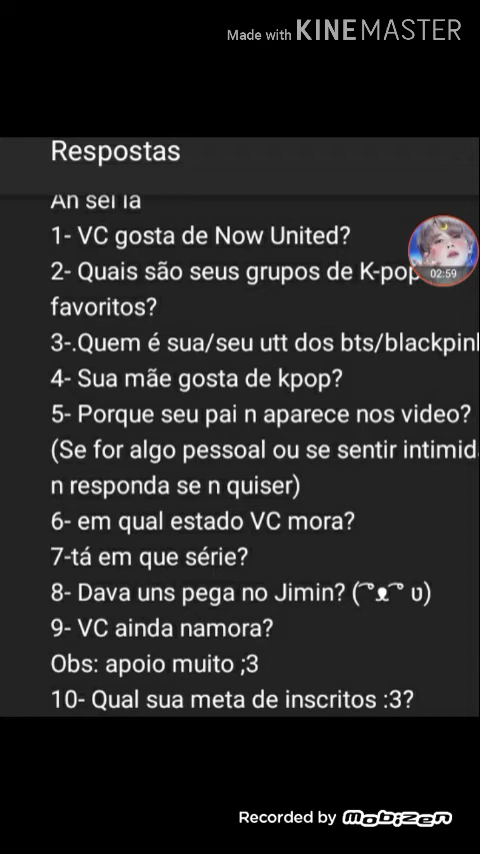 Made with KINEMASTER
Respostas
Ah sei la
1- VC gosta de Now United?
2- Quais são seus grupos de K-pop
02:59
favoritos?
3-.Quem é sua/seu utt dos bts/blackpink
4- Sua mãe gosta de kpop?
5- Porque seu pai n aparece nos video?
(Se for algo pessoal ou se sentir intimid
n responda se n quiser)
6- em qual estado VC mora?
7-tá em que série?
8- Dava uns pega no Jimin? ( ͡° ᴥ ͡° ʋ)
9- VC ainda namora?
Obs: apoio muito ;3
10- Qual sua meta de inscritos :3?
Recorded by Mobizen